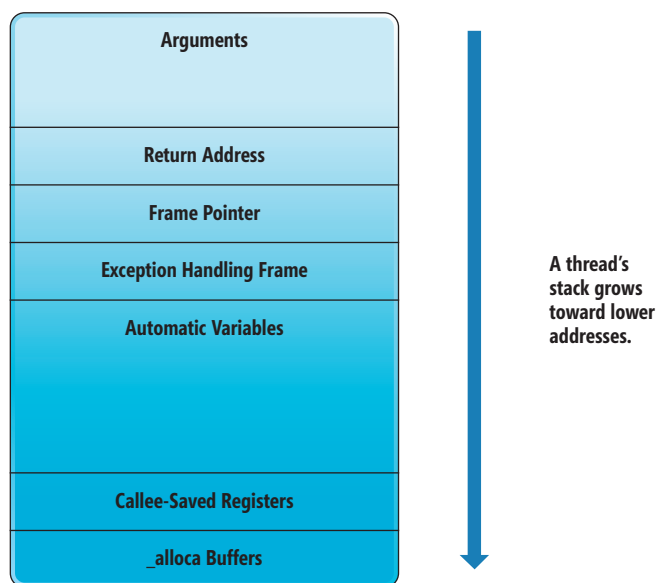 Arguments
Return Address
Frame Pointer
Exception Handling Frame
Automatic Variables
Callee-Saved Registers
_alloca Buffers
A thread's
stack grows
toward lower
addresses.